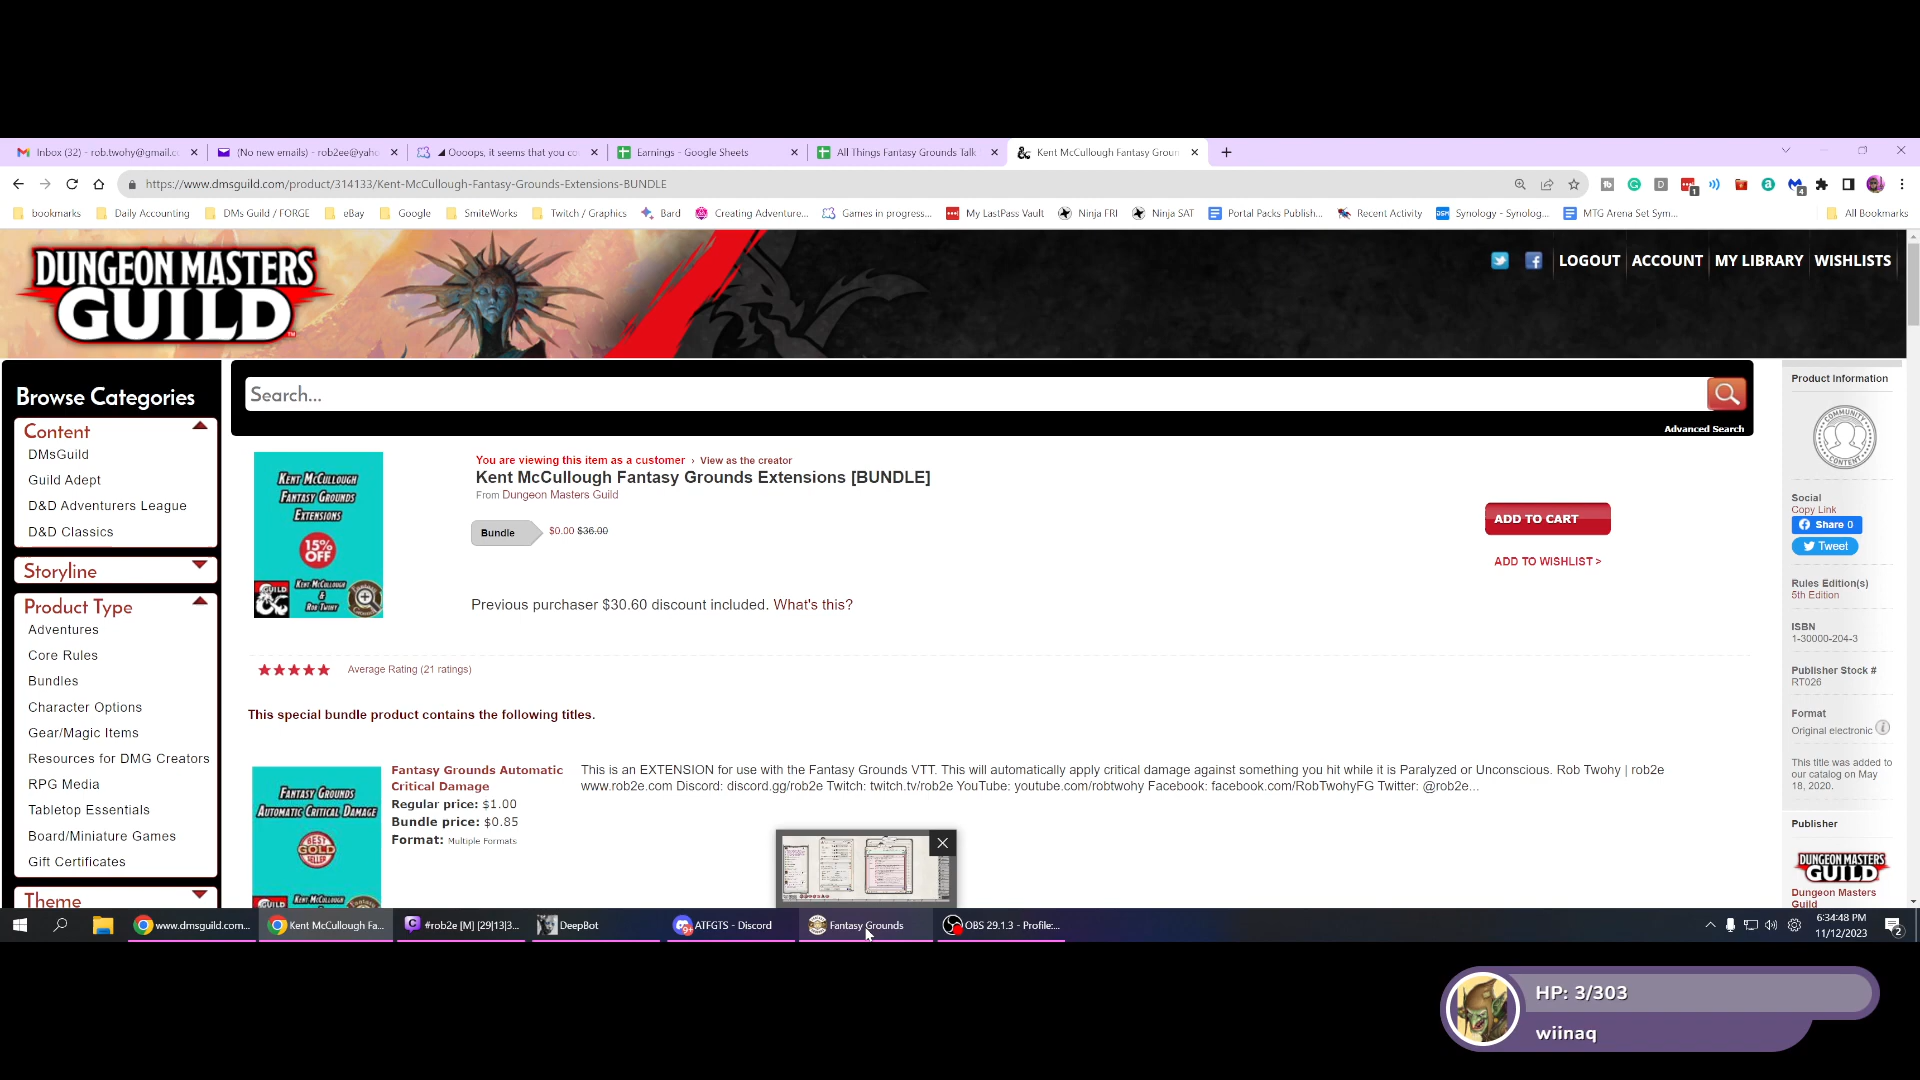 Inbox (32) - rob.twohy@gmail.c
(No new emails) - rob2ee@yaho
Oooops, it seems that you co
Earnings - Google Sheets
All Things Fantasy Grounds Talk
Kent McCullough Fantasy Groun
https://www.dmsguild.com/product/314133/Kent-McCullough-Fantasy-Grounds-Extensions-BUNDLE
bookmarks
Daily Accounting
DMs Guild / FORGE
eBay
Google
SmiteWorks
Twitch / Graphics
Bard
Creating Adventure...
Games in progress...
My LastPass Vault
Ninja FRI
Ninja SAT
Portal Packs Publish...
Recent Activity
Synology - Synolog...
MTG Arena Set Sym...
All Bookmarks
DUNGEON MASTERS
GUILD
LOGOUT
ACCOUNT
MY LIBRARY
WISHLISTS
Browse Categories
Content
DMsGuild
Guild Adept
D&D Adventurers League
D&D Classics
Storyline
Product Type
Adventures
Core Rules
Bundles
Character Options
Gear/Magic Items
Resources for DMG Creators
RPG Media
Tabletop Essentials
Board/Miniature Games
Gift Certificates
Theme
Search...
Advanced Search
KENT MCCULLOUGH
FANTASY GROUNDS
EXTENSIONS
15%
OFF
KENT MCCULLOUGH
&
ROB TWOHY
You are viewing this item as a customer › View as the creator
Kent McCullough Fantasy Grounds Extensions [BUNDLE]
From Dungeon Masters Guild
Bundle
$0.00 $36.00
ADD TO CART
ADD TO WISHLIST >
Previous purchaser $30.60 discount included. What's this?
Average Rating (21 ratings)
This special bundle product contains the following titles.
FANTASY GROUNDS
AUTOMATIC CRITICAL DAMAGE
BEST
GOLD
SELLER
Fantasy Grounds Automatic
Critical Damage
Regular price: $1.00
Bundle price: $0.85
Format: Multiple Formats
This is an EXTENSION for use with the Fantasy Grounds VTT. This will automatically apply critical damage against something you hit while it is Paralyzed or Unconscious. Rob Twohy | rob2e
www.rob2e.com Discord: discord.gg/rob2e Twitch: twitch.tv/rob2e YouTube: youtube.com/robtwohy Facebook: facebook.com/RobTwohyFG Twitter: @rob2e...
Product Information
COMMUNITY
CONTENT
Social
Copy Link
Share 0
Tweet
Rules Edition(s)
5th Edition
ISBN
1-30000-204-3
Publisher Stock #
RT026
Format
Original electronic
This title was added to
our catalog on May
18, 2020.
Publisher
DUNGEON MASTERS
GUILD
Dungeon Masters
Guild
www.dmsguild.com...
Kent McCullough Fa...
#rob2e [M] [29|13|3...
DeepBot
ATFGTS - Discord
Fantasy Grounds
OBS 29.1.3 - Profile:...
6:34:48 PM
11/12/2023
HP: 3/303
wiinaq